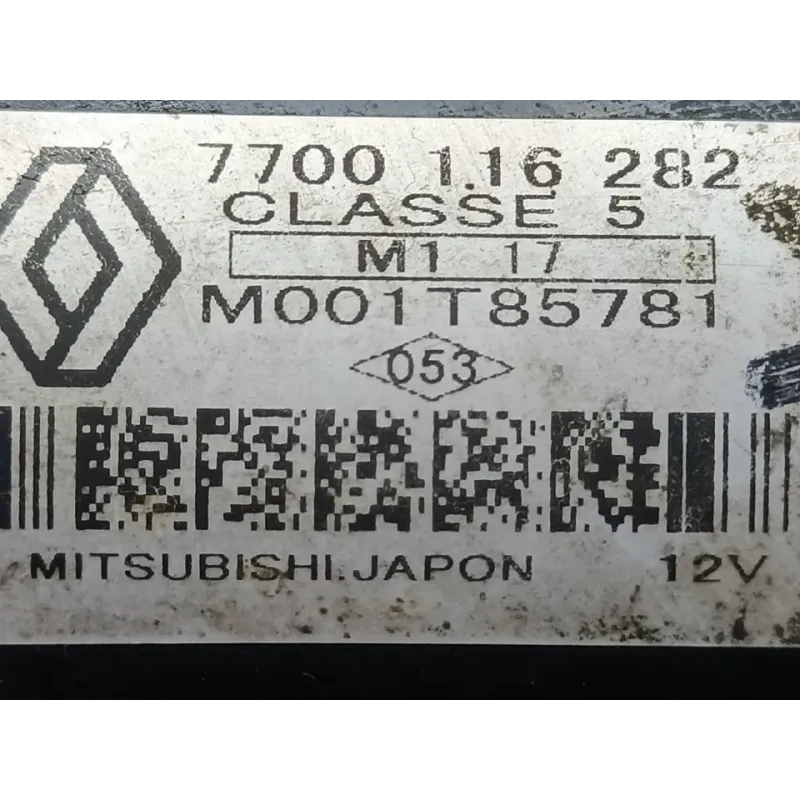 7700 116 282
CLASSE 5
M1 17
M001T85781
053
MITSUBISHI.JAPON 12V